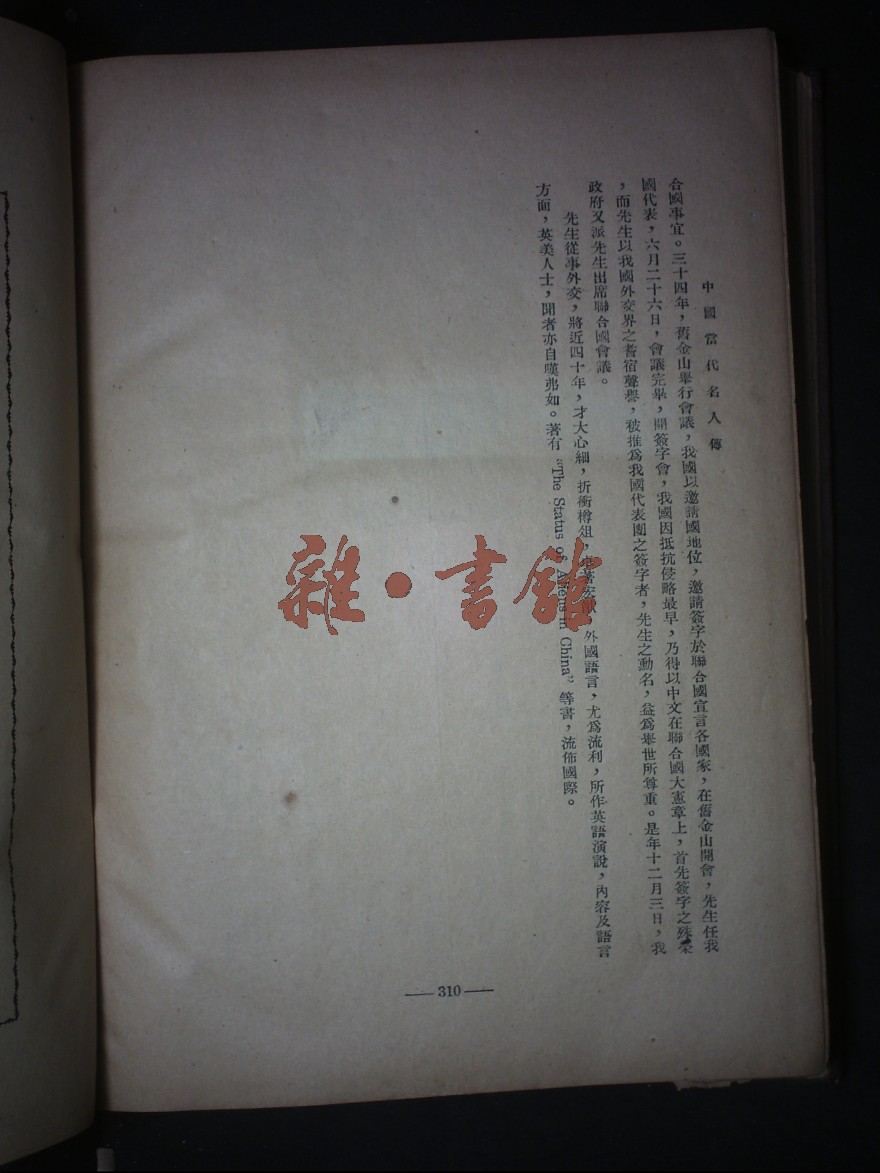 中國當代名人傳
合國事宜。三十四年，舊金山舉行會議，我國以邀請國地位，邀請簽字於聯合國宣言各國家，在舊金山開會，先生任我
國代表，六月二十六日，會議完畢，開簽字會，我國因抵抗侵略最早，乃得以中文在聯合國大憲章上，首先簽字之殊榮
，而先生以我國外交界之耆宿聲譽，被推爲我國代表團之簽字者，先生之勳名，益爲舉世所尊重。是年十二月三日，我
政府又派先生出席聯合國會議。
先生從事外交，將近四十年，才大心細，折衝樽俎，著 外國語言，尤爲流利，所作英語演說，內容及語言
方面，英美人士，聞者亦自嘆弗如。著有 "The Status of Aliens in China" 等書，流佈國際。
— 310 —
雜·書館